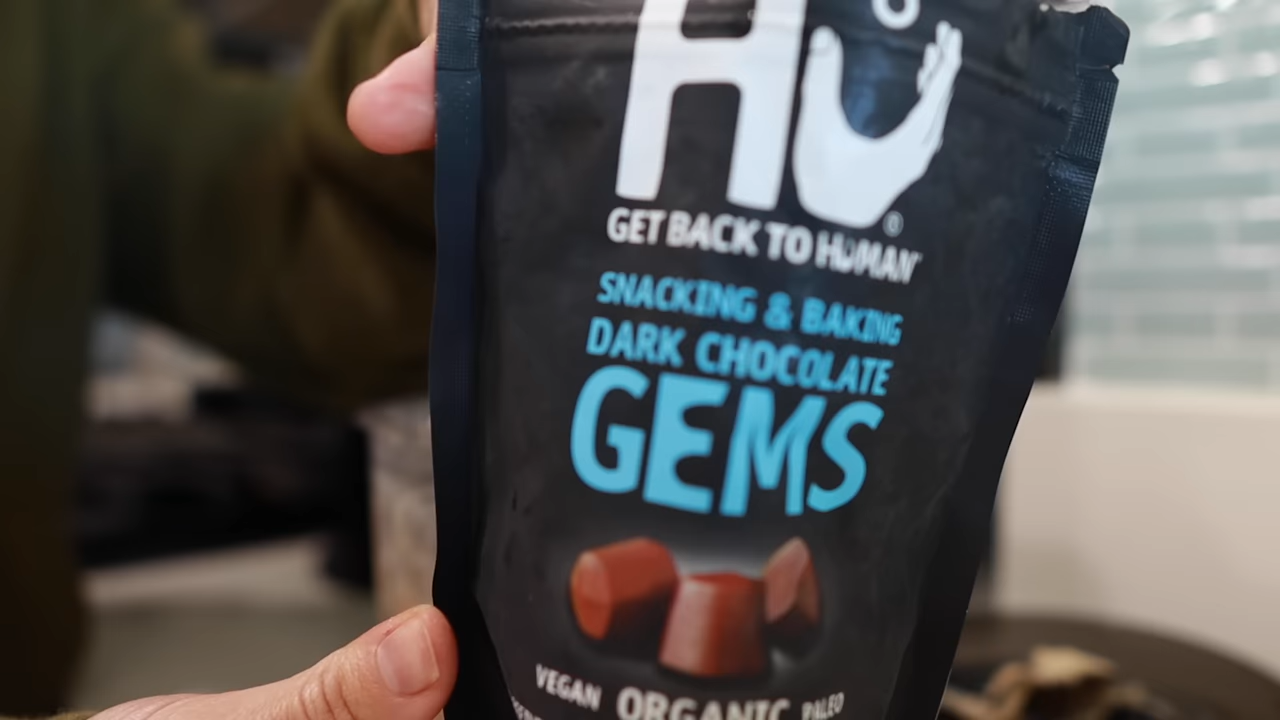 HU
GET BACK TO HUMAN
SNACKING & BAKING
DARK CHOCOLATE
GEMS
VEGAN ORGANIC PALEO